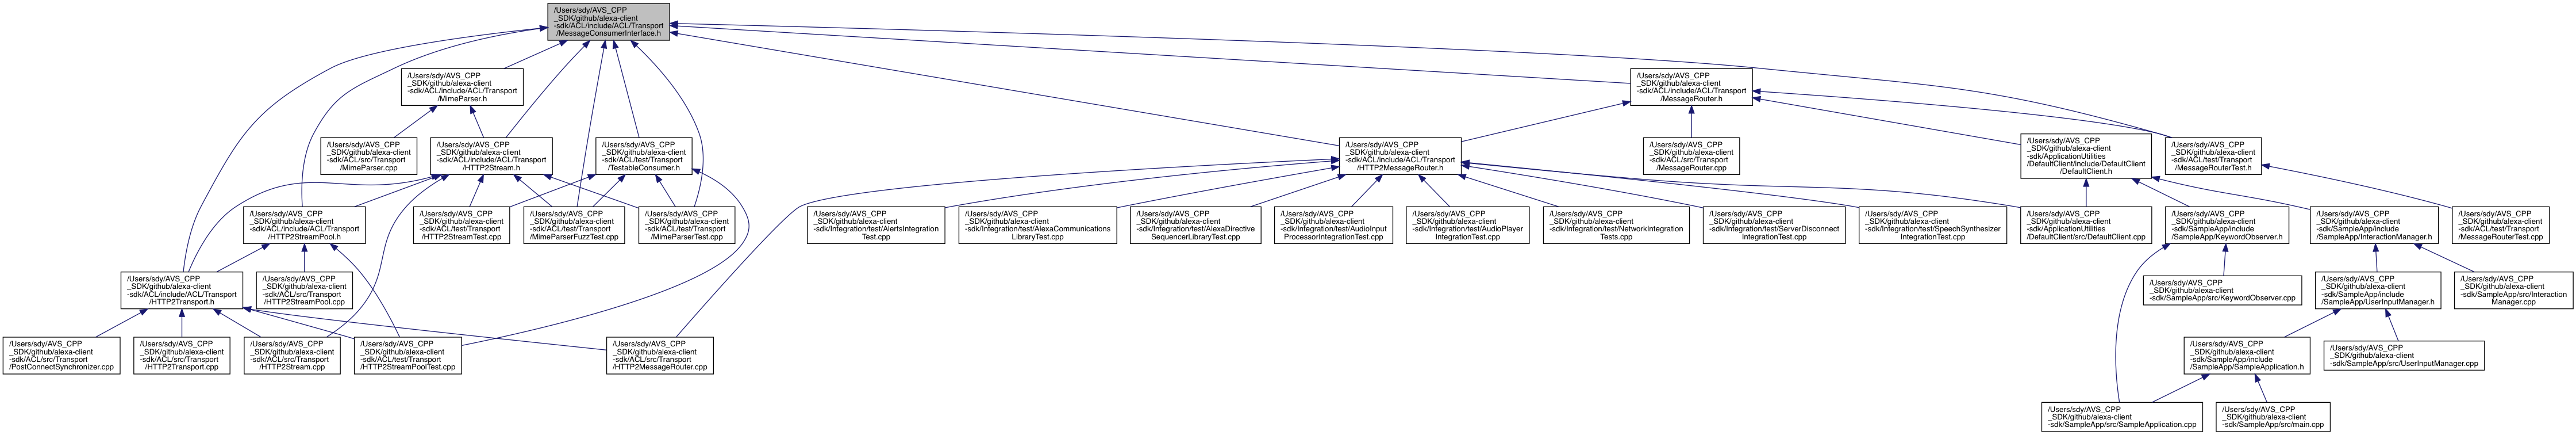 /Users/sdy/AVS_CPP
_SDK/github/alexa-client
-sdk/ACL/include/ACL/Transport
/MessageConsumerInterface.h
/Users/sdy/AVS_CPP
_SDK/github/alexa-client
-sdk/ACL/include/ACL/Transport
/MimeParser.h
/Users/sdy/AVS_CPP
_SDK/github/alexa-client
-sdk/ACL/include/ACL/Transport
/MessageRouter.h
/Users/sdy/AVS_CPP
_SDK/github/alexa-client
-sdk/ACL/src/Transport
/MimeParser.cpp
/Users/sdy/AVS_CPP
_SDK/github/alexa-client
-sdk/ACL/include/ACL/Transport
/HTTP2Stream.h
/Users/sdy/AVS_CPP
_SDK/github/alexa-client
-sdk/ACL/test/Transport
/TestableConsumer.h
/Users/sdy/AVS_CPP
_SDK/github/alexa-client
-sdk/ACL/include/ACL/Transport
/HTTP2MessageRouter.h
/Users/sdy/AVS_CPP
_SDK/github/alexa-client
-sdk/ACL/src/Transport
/MessageRouter.cpp
/Users/sdy/AVS_CPP
_SDK/github/alexa-client
-sdk/ApplicationUtilities
/DefaultClient/include/DefaultClient
/DefaultClient.h
/Users/sdy/AVS_CPP
_SDK/github/alexa-client
-sdk/ACL/test/Transport
/MessageRouterTest.h
/Users/sdy/AVS_CPP
_SDK/github/alexa-client
-sdk/ACL/include/ACL/Transport
/HTTP2StreamPool.h
/Users/sdy/AVS_CPP
_SDK/github/alexa-client
-sdk/ACL/test/Transport
/HTTP2StreamTest.cpp
/Users/sdy/AVS_CPP
_SDK/github/alexa-client
-sdk/ACL/test/Transport
/MimeParserFuzzTest.cpp
/Users/sdy/AVS_CPP
_SDK/github/alexa-client
-sdk/ACL/test/Transport
/MimeParserTest.cpp
/Users/sdy/AVS_CPP
_SDK/github/alexa-client
-sdk/Integration/test/AlertsIntegration
Test.cpp
/Users/sdy/AVS_CPP
_SDK/github/alexa-client
-sdk/Integration/test/AlexaCommunications
LibraryTest.cpp
/Users/sdy/AVS_CPP
_SDK/github/alexa-client
-sdk/Integration/test/AlexaDirective
SequencerLibraryTest.cpp
/Users/sdy/AVS_CPP
_SDK/github/alexa-client
-sdk/Integration/test/AudioInput
ProcessorIntegrationTest.cpp
/Users/sdy/AVS_CPP
_SDK/github/alexa-client
-sdk/Integration/test/AudioPlayer
IntegrationTest.cpp
/Users/sdy/AVS_CPP
_SDK/github/alexa-client
-sdk/Integration/test/NetworkIntegration
Tests.cpp
/Users/sdy/AVS_CPP
_SDK/github/alexa-client
-sdk/Integration/test/ServerDisconnect
IntegrationTest.cpp
/Users/sdy/AVS_CPP
_SDK/github/alexa-client
-sdk/Integration/test/SpeechSynthesizer
IntegrationTest.cpp
/Users/sdy/AVS_CPP
_SDK/github/alexa-client
-sdk/ApplicationUtilities
/DefaultClient/src/DefaultClient.cpp
/Users/sdy/AVS_CPP
_SDK/github/alexa-client
-sdk/SampleApp/include
/SampleApp/KeywordObserver.h
/Users/sdy/AVS_CPP
_SDK/github/alexa-client
-sdk/SampleApp/include
/SampleApp/InteractionManager.h
/Users/sdy/AVS_CPP
_SDK/github/alexa-client
-sdk/ACL/test/Transport
/MessageRouterTest.cpp
/Users/sdy/AVS_CPP
_SDK/github/alexa-client
-sdk/ACL/include/ACL/Transport
/HTTP2Transport.h
/Users/sdy/AVS_CPP
_SDK/github/alexa-client
-sdk/ACL/src/Transport
/HTTP2StreamPool.cpp
/Users/sdy/AVS_CPP
_SDK/github/alexa-client
-sdk/SampleApp/src/KeywordObserver.cpp
/Users/sdy/AVS_CPP
_SDK/github/alexa-client
-sdk/SampleApp/include
/SampleApp/UserInputManager.h
/Users/sdy/AVS_CPP
_SDK/github/alexa-client
-sdk/SampleApp/src/Interaction
Manager.cpp
/Users/sdy/AVS_CPP
_SDK/github/alexa-client
-sdk/ACL/src/Transport
/PostConnectSynchronizer.cpp
/Users/sdy/AVS_CPP
_SDK/github/alexa-client
-sdk/ACL/src/Transport
/HTTP2Transport.cpp
/Users/sdy/AVS_CPP
_SDK/github/alexa-client
-sdk/ACL/src/Transport
/HTTP2Stream.cpp
/Users/sdy/AVS_CPP
_SDK/github/alexa-client
-sdk/ACL/test/Transport
/HTTP2StreamPoolTest.cpp
/Users/sdy/AVS_CPP
_SDK/github/alexa-client
-sdk/ACL/src/Transport
/HTTP2MessageRouter.cpp
/Users/sdy/AVS_CPP
_SDK/github/alexa-client
-sdk/SampleApp/include
/SampleApp/SampleApplication.h
/Users/sdy/AVS_CPP
_SDK/github/alexa-client
-sdk/SampleApp/src/UserInputManager.cpp
/Users/sdy/AVS_CPP
_SDK/github/alexa-client
-sdk/SampleApp/src/SampleApplication.cpp
/Users/sdy/AVS_CPP
_SDK/github/alexa-client
-sdk/SampleApp/src/main.cpp